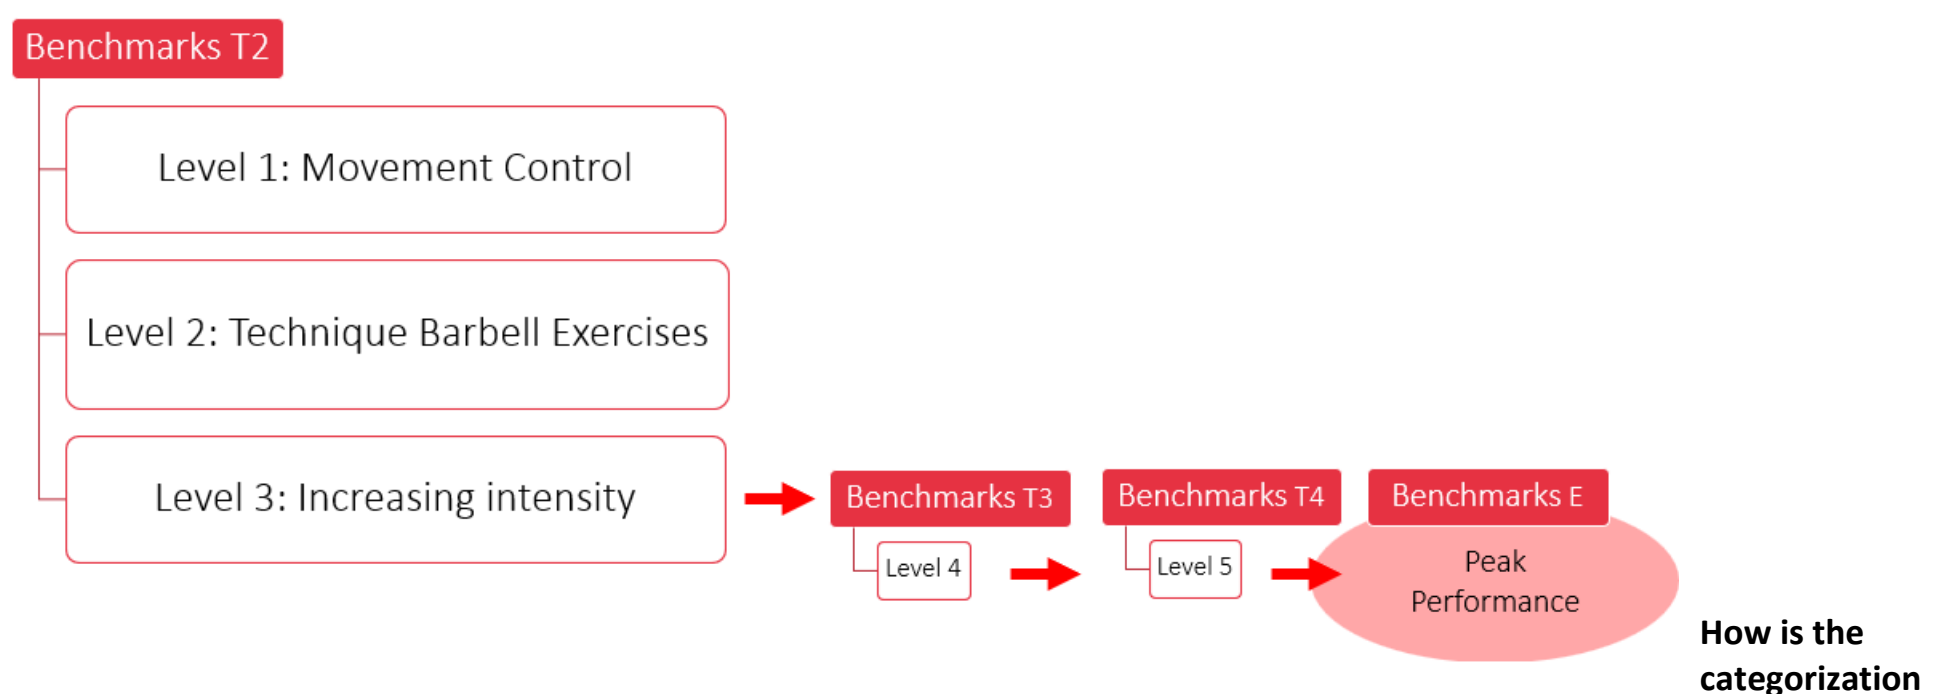 Benchmarks T2
Level 1: Movement Control
Level 2: Technique Barbell Exercises
Level 3: Increasing intensity
Benchmarks T3
Level 4
Benchmarks T4
Level 5
Benchmarks E
Peak
Performance
How is the
categorization